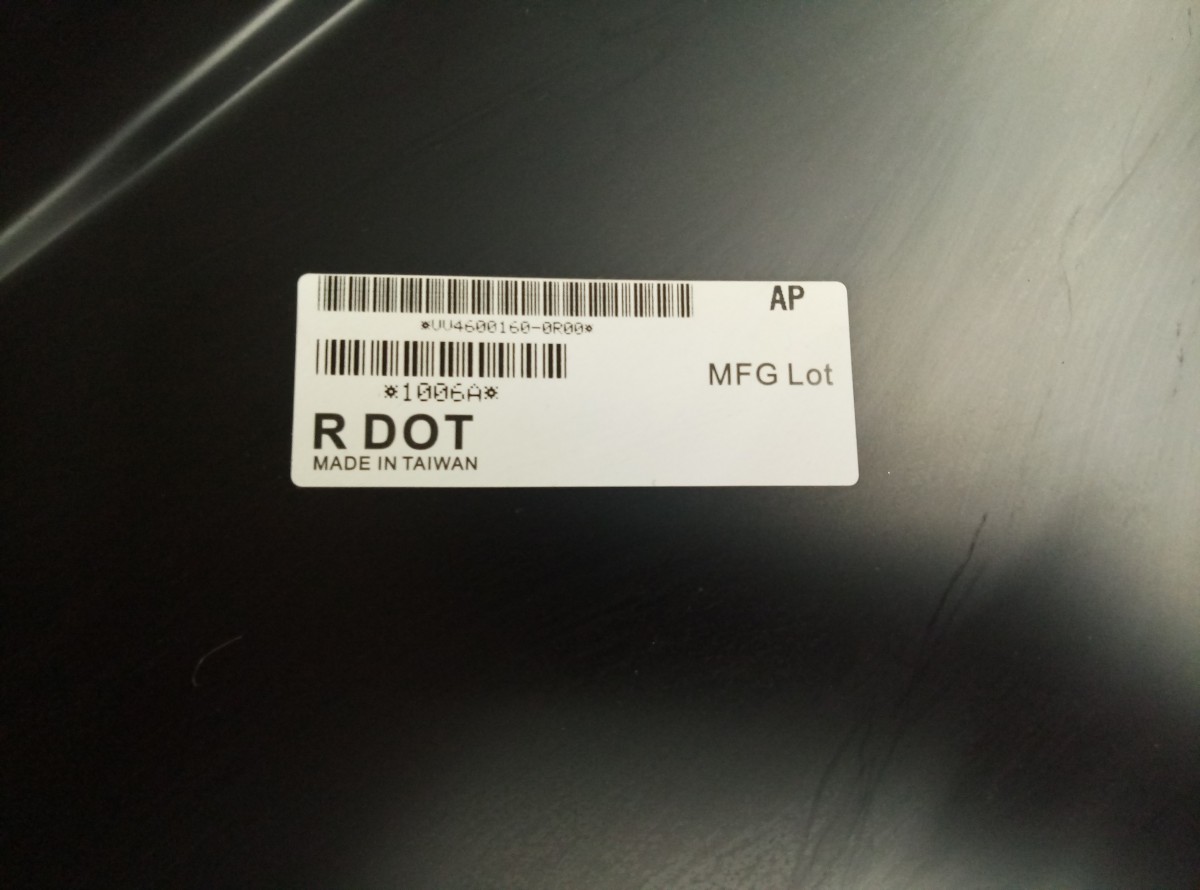 AP
*VV4600160-0R00*
MFG Lot
*1006A*
R DOT
MADE IN TAIWAN